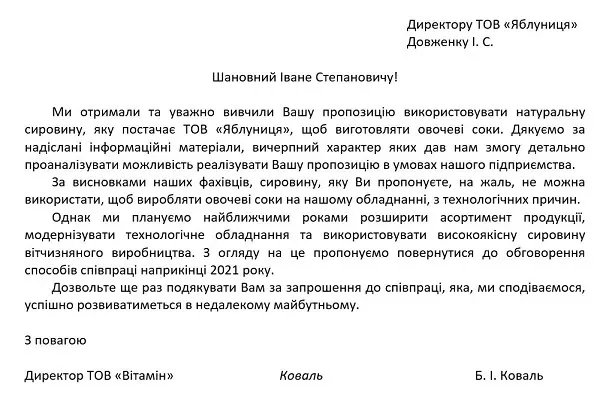 Директору ТОВ «Яблуниця»
Довженку І. С.
Шановний Іване Степановичу!
Ми отримали та уважно вивчили Вашу пропозицію використовувати натуральну
сировину, яку постачає ТОВ «Яблуниця», щоб виготовляти овочеві соки. Дякуємо за
надіслані інформаційні матеріали, вичерпний характер яких дав нам змогу детально
проаналізувати можливість реалізувати Вашу пропозицію в умовах нашого підприємства.
За висновками наших фахівців, сировину, яку Ви пропонуєте, на жаль, не можна
використати, щоб виробляти овочеві соки на нашому обладнанні, з технологічних причин.
Однак ми плануємо найближчими роками розширити асортимент продукції,
модернізувати технологічне обладнання та використовувати високоякісну сировину
вітчизняного виробництва. З огляду на це пропонуємо повернутися до обговорення
способів співпраці наприкінці 2021 року.
Дозвольте ще раз подякувати Вам за запрошення до співпраці, яка, ми сподіваємося,
успішно розвиватиметься в недалекому майбутньому.
З повагою
Директор ТОВ «Вітамін» Коваль Б. І. Коваль